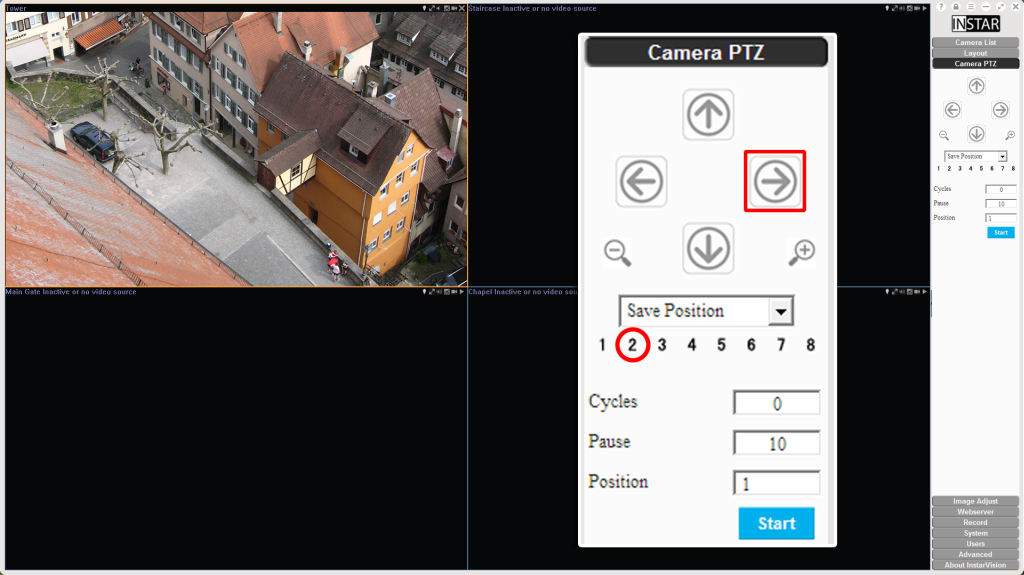 Tower
Staircase Inactive or no video source
INSTAR
Camera List
Layout
Camera PTZ
Save Position
1 2 3 4 5 6 7 8
Cycles 0
Pause 10
Position 1
Start
Camera PTZ
Save Position
1 2 3 4 5 6 7 8
Cycles 0
Pause 10
Position 1
Start
Main Gate Inactive or no video source
Chapel Inactive or no video sou
Image Adjust
Webserver
Record
System
Users
Advanced
About InstarVision